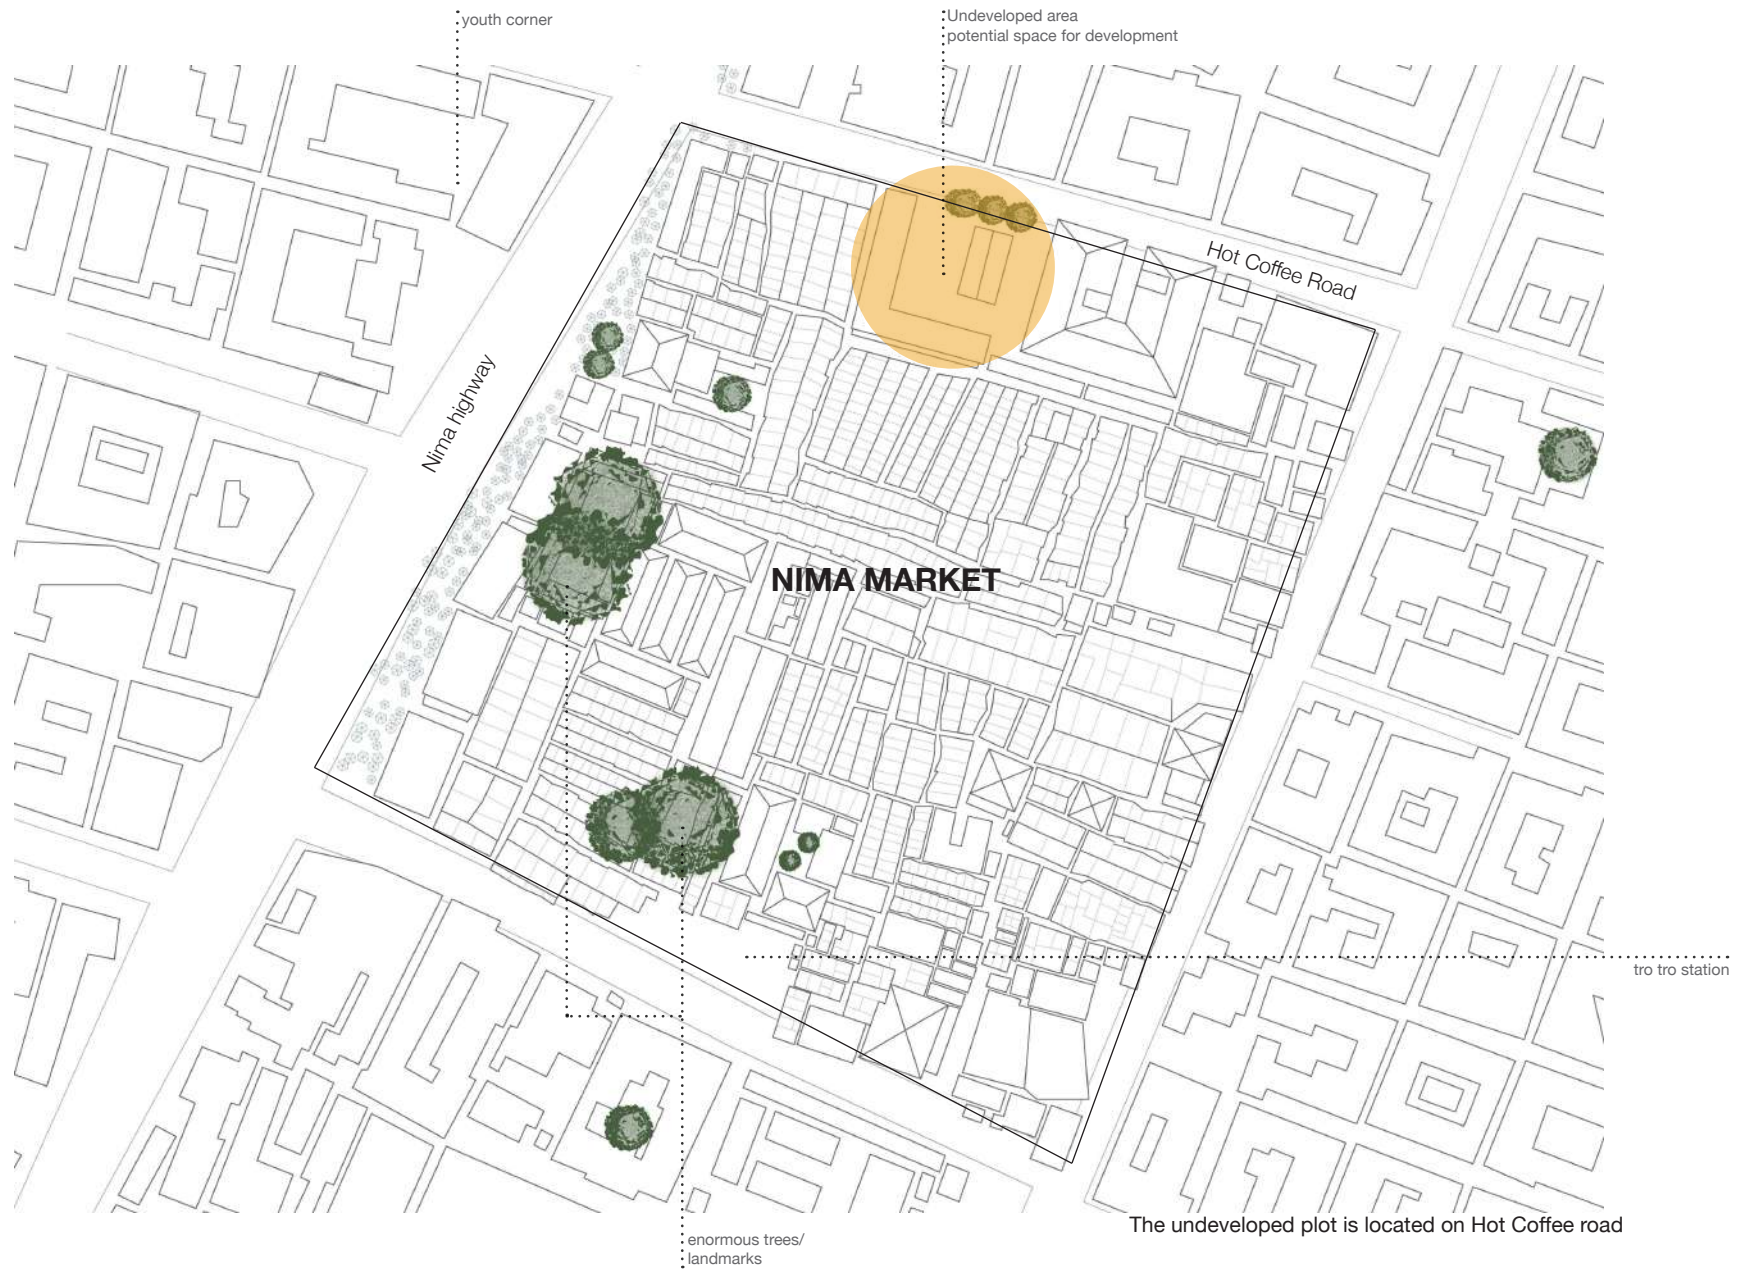 youth corner
Undeveloped area
potential space for development
Hot Coffee Road
Nima highway
NIMA MARKET
tro tro station
The undeveloped plot is located on Hot Coffee road
enormous trees/
landmarks